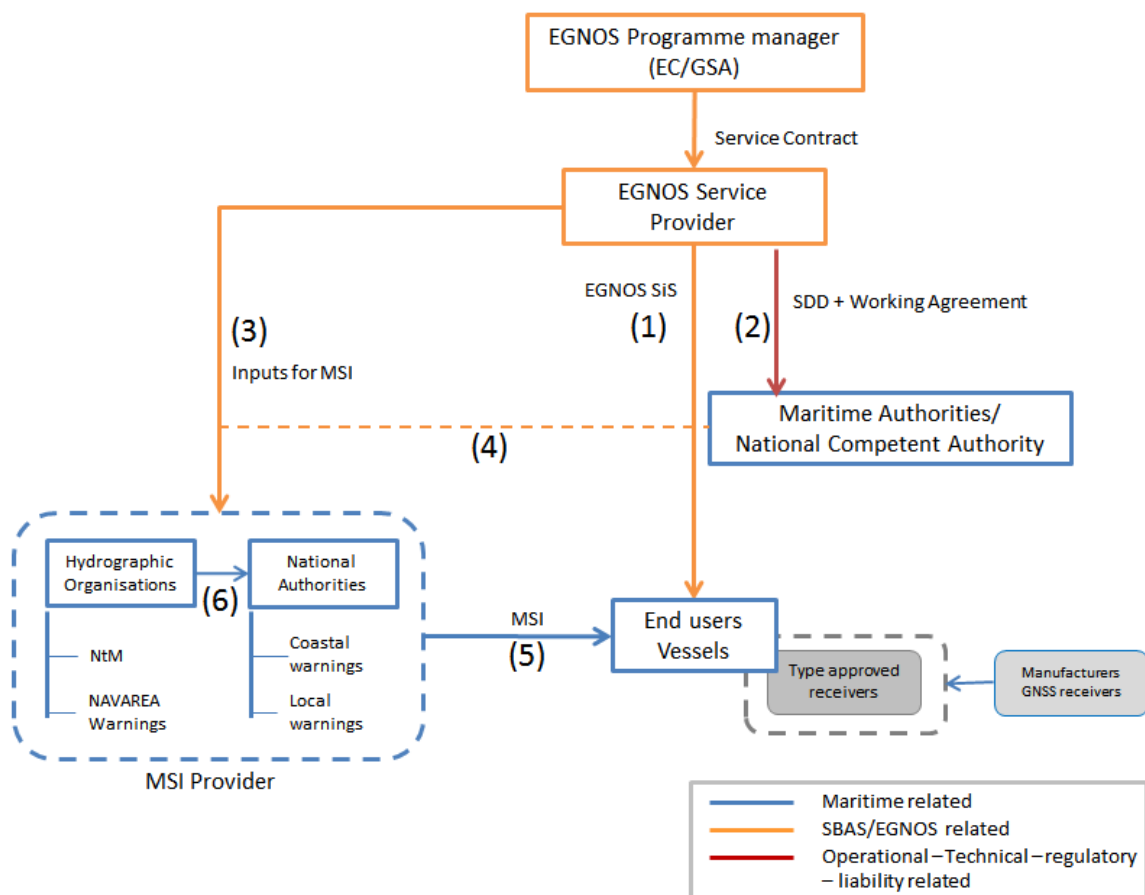 EGNOS Programme manager
(EC/GSA)
Service Contract
EGNOS Service
Provider
EGNOS SiS
(1)
(2)
SDD + Working Agreement
(3)
Inputs for MSI
Maritime Authorities/
National Competent Authority
(4)
Hydrographic
Organisations
(6)
National
Authorities
NtM
NAVAREA
Warnings
Coastal
warnings
Local
warnings
MSI Provider
MSI
(5)
End users
Vessels
Type approved
receivers
Manufacturers
GNSS receivers
Maritime related
SBAS/EGNOS related
Operational –Technical –regulatory
– liability related